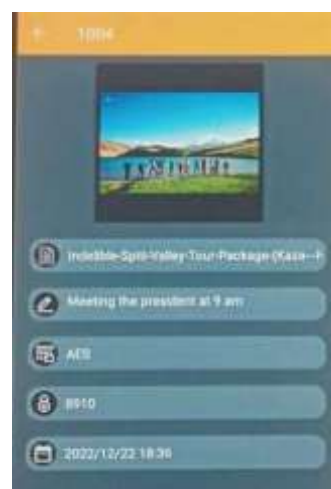 1004
Indelible-Spiti-Valley-Tour-Package-(Kaza--
Meeting the president at 9 am
AES
8910
2022/12/22 18:36